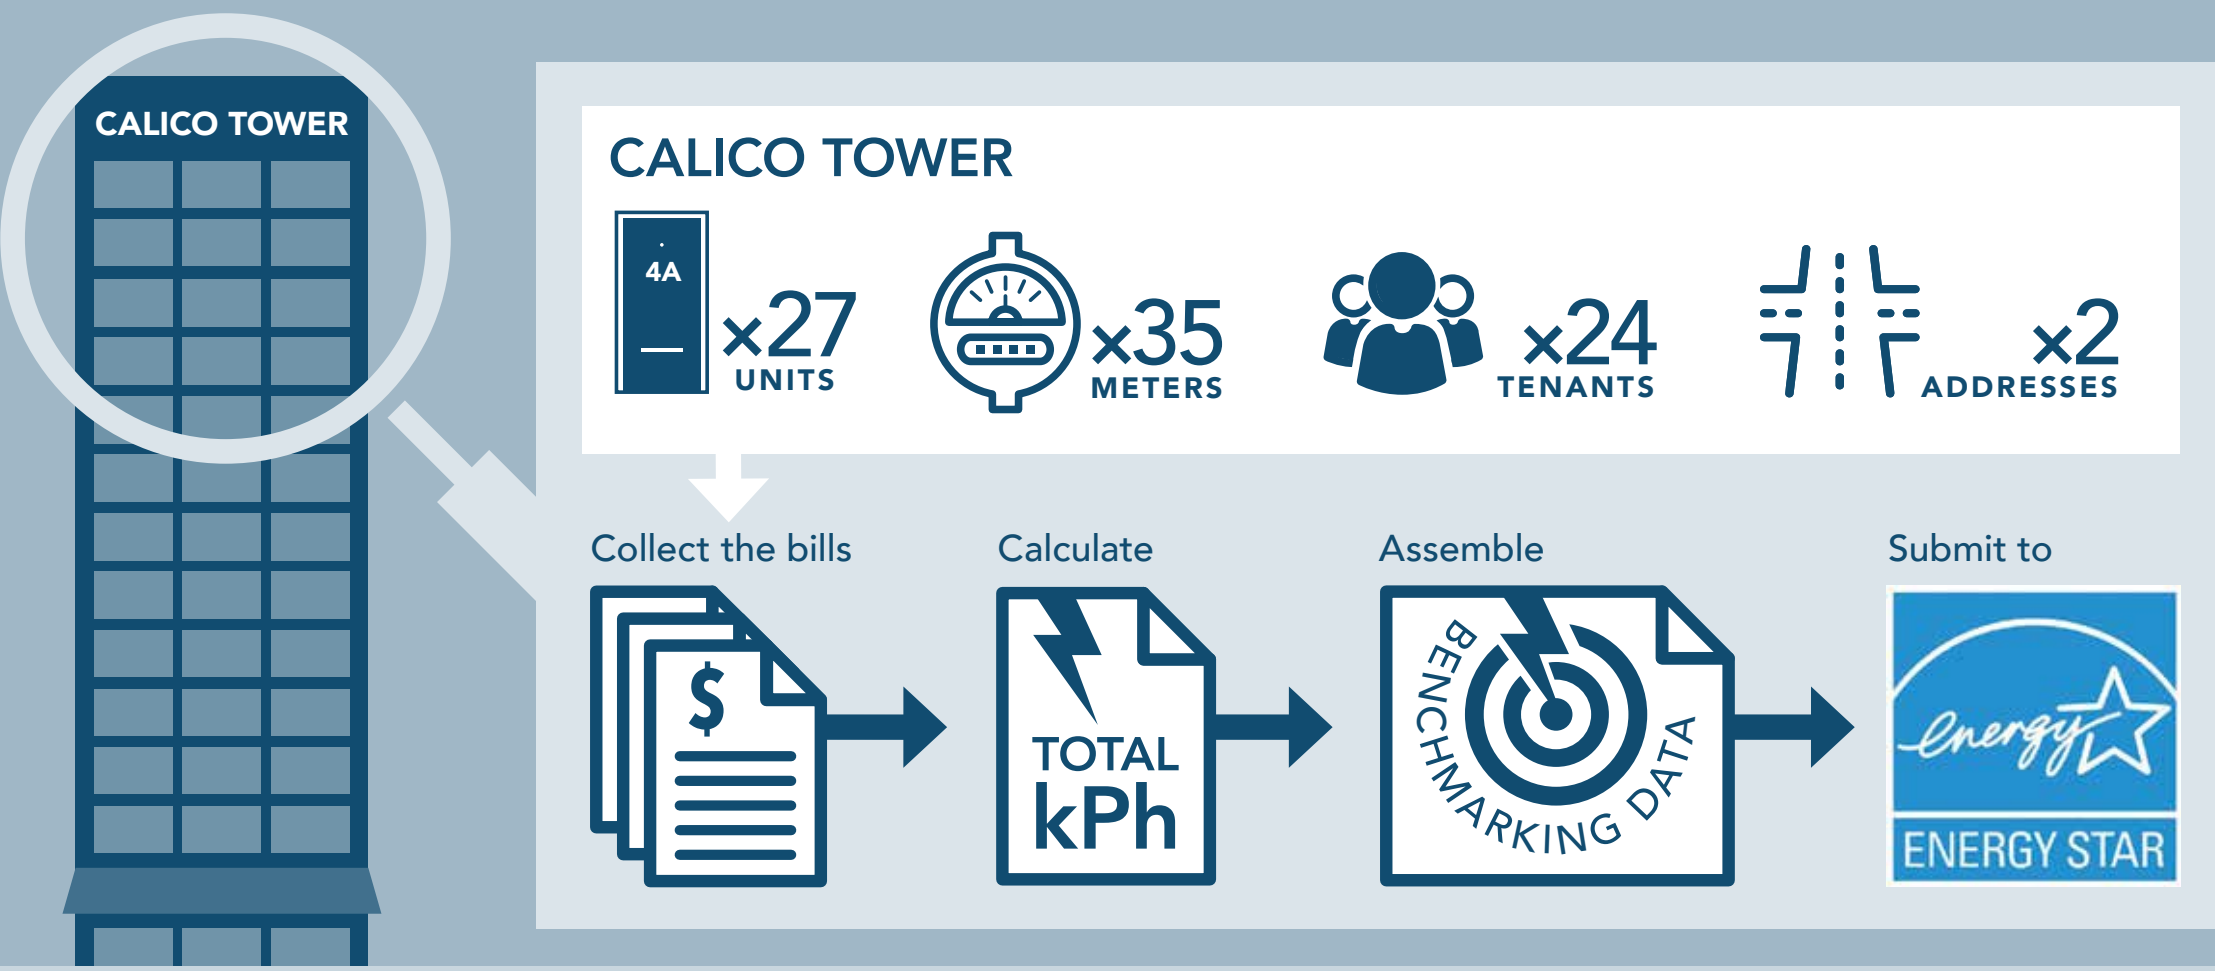 CALICO TOWER
CALICO TOWER
4A
×27
UNITS
×35
METERS
×24
TENANTS
×2
ADDRESSES
Collect the bills
Calculate
Assemble
Submit to
$
TOTAL
kPh
BENCHMARKING DATA
energy
ENERGY STAR